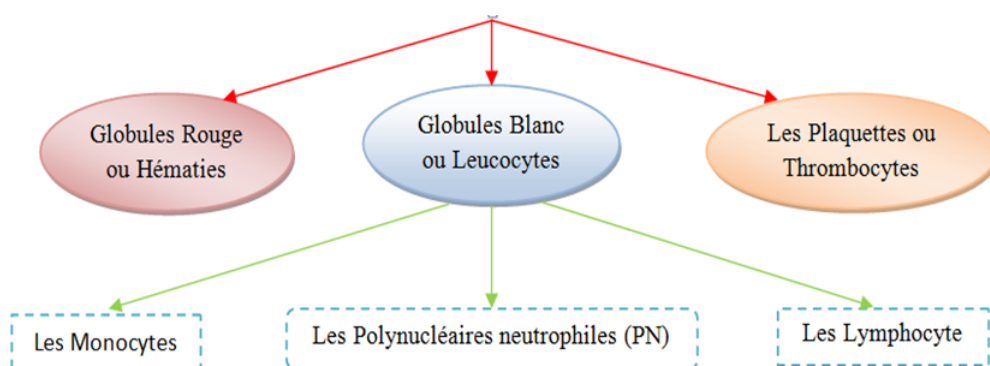 Globules Rouge
ou Hématies
Globules Blanc
ou Leucocytes
Les Plaquettes ou
Thrombocytes
Les Monocytes
Les Polynucléaires neutrophiles (PN)
Les Lymphocyte